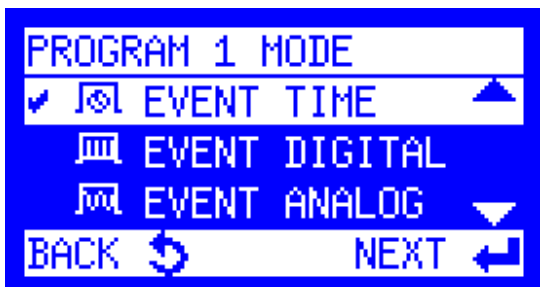 PROGRAM 1 MODE
EVENT TIME
EVENT DIGITAL
EVENT ANALOG
BACK NEXT